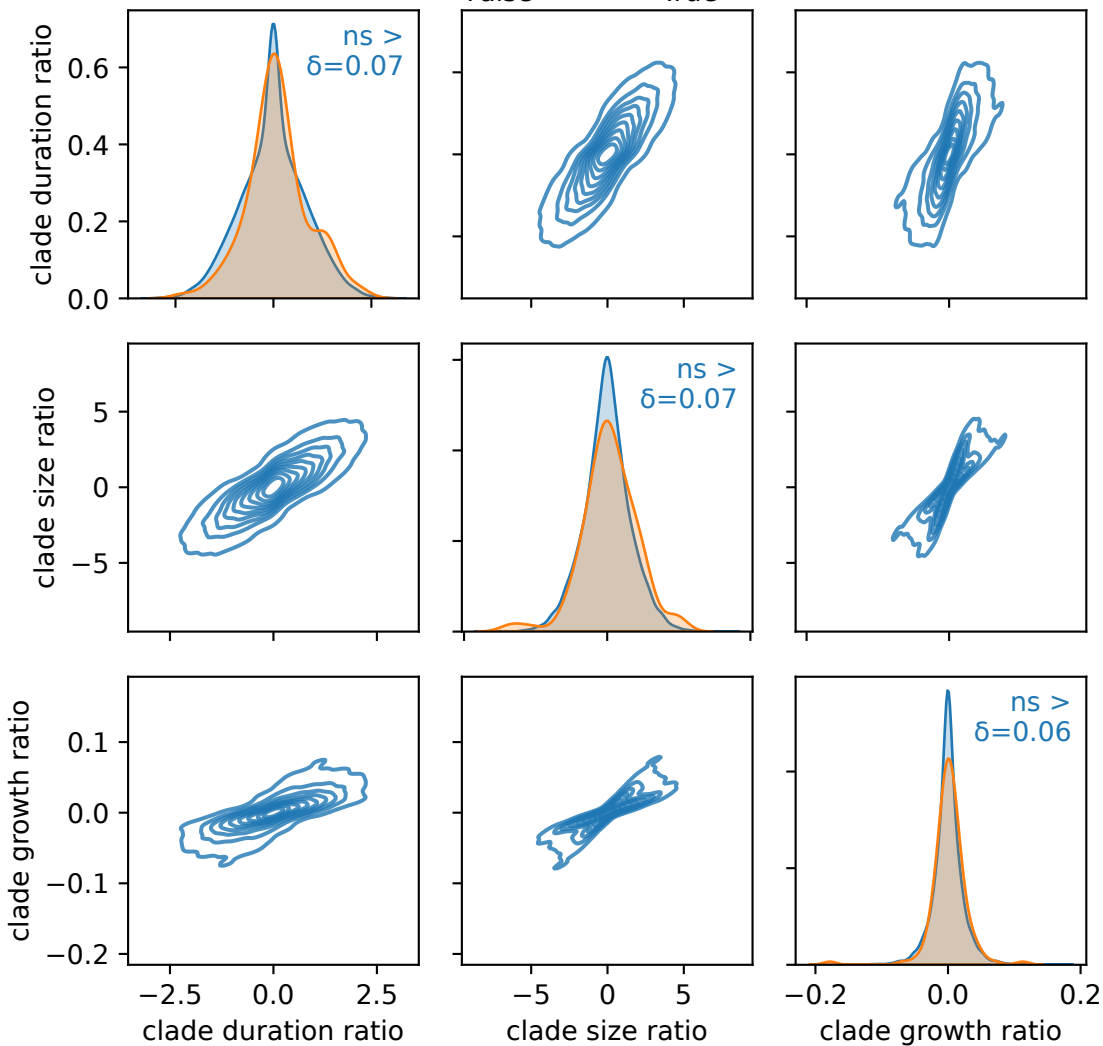 clade duration ratio
0.6
0.4
0.2
0.0
ns >
δ=0.07
clade size ratio
5
0
−5
ns >
δ=0.07
clade growth ratio
0.1
0.0
−0.1
−0.2
ns >
δ=0.06
−2.5 0.0 2.5
clade duration ratio
−5 0 5
clade size ratio
−0.2 0.0 0.2
clade growth ratio